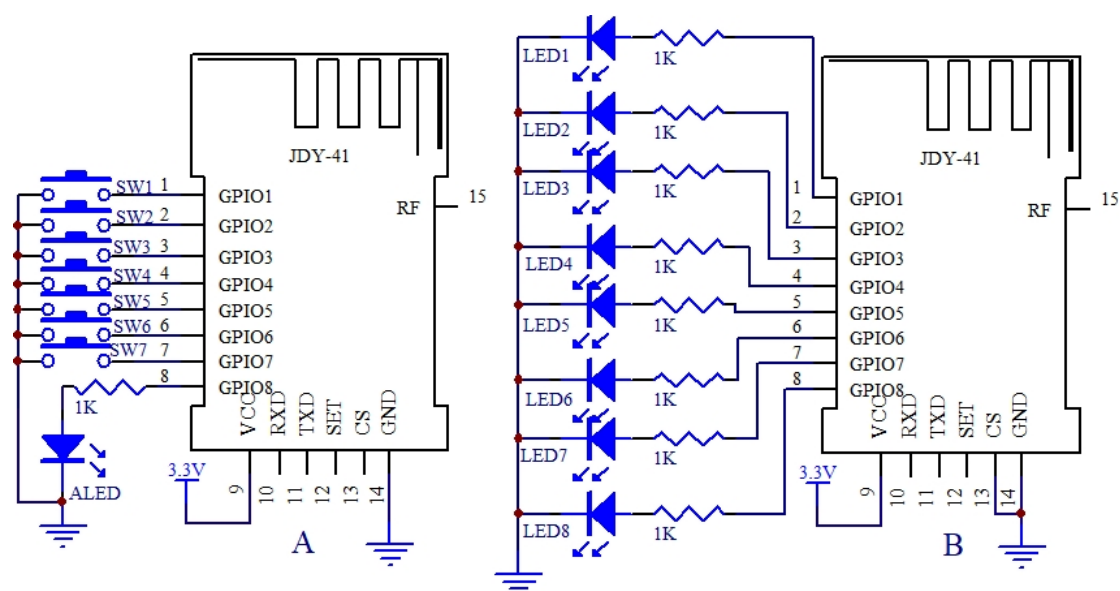 JDY-41
SW1 1 GPIO1
SW2 2 GPIO2
SW3 3 GPIO3
SW4 4 GPIO4
SW5 5 GPIO5
SW6 6 GPIO6
SW7 7 GPIO7
8 GPIO8
1K
ALED
RF 15
VCC
RXD
TXD
SET
CS
GND
3.3V
9
10
11
12
13
14
A
LED1 1K
LED2 1K
LED3 1K
LED4 1K
LED5 1K
LED6 1K
LED7 1K
LED8 1K
JDY-41
1 GPIO1
2 GPIO2
3 GPIO3
4 GPIO4
5 GPIO5
6 GPIO6
7 GPIO7
8 GPIO8
RF 15
VCC
RXD
TXD
SET
CS
GND
3.3V
9
10
11
12
13
14
B